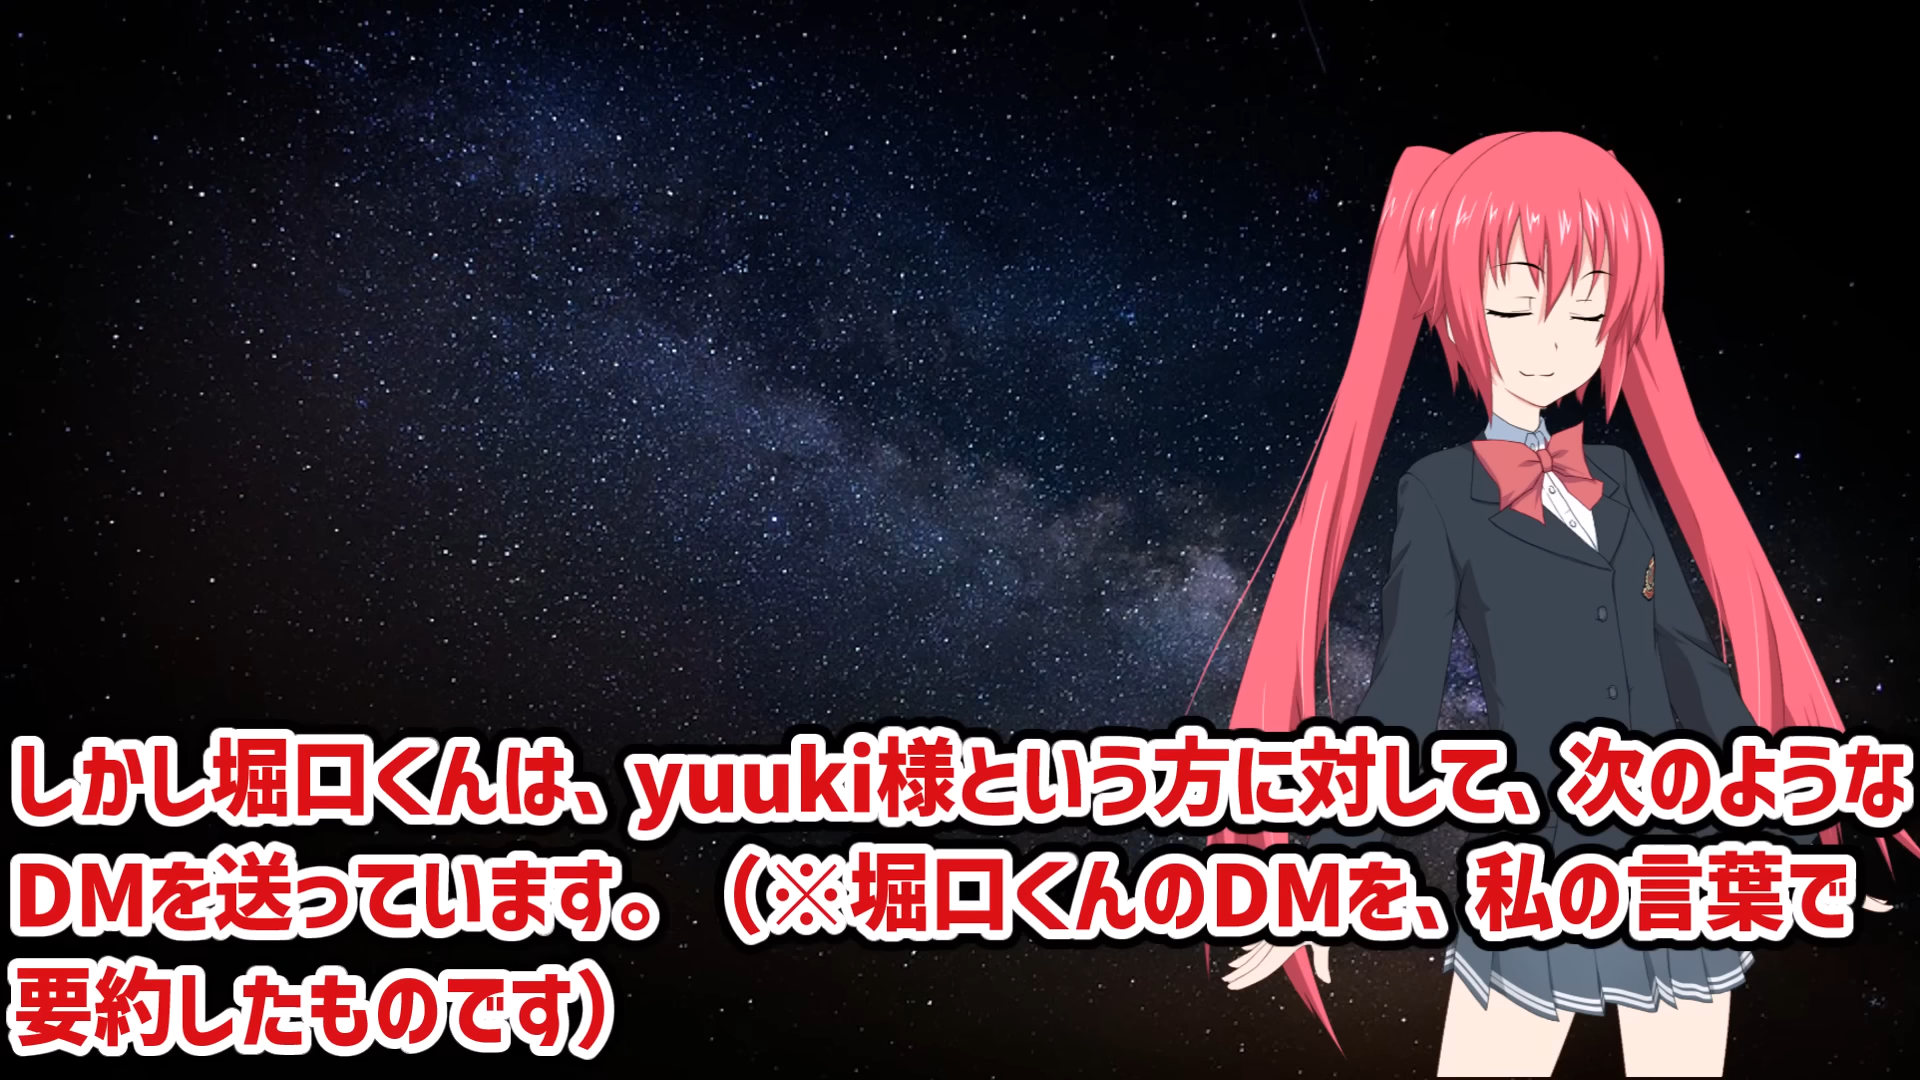 しかし堀口くんは、yuuki様という方に対して、次のような
DMを送っています。（※堀口くんのDMを、私の言葉で
要約したものです）